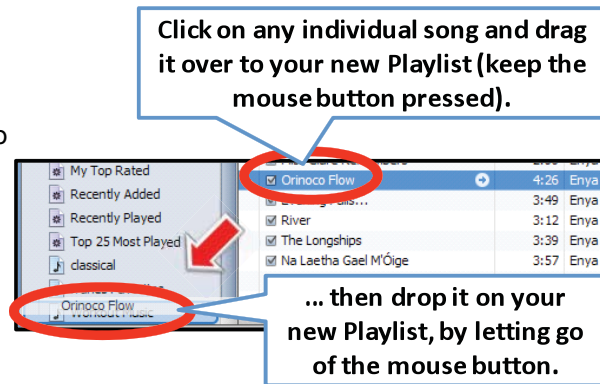 Click on any individual song and drag
it over to your new Playlist (keep the
mouse button pressed).
My Top Rated
Recently Added
Recently Played
Top 25 Most Played
classical
Orinoco Flow
Workout Music
Orinoco Flow 4:26 Enya
Falls... 3:49 Enya
River 3:12 Enya
The Longships 3:39 Enya
Na Laetha Gael M'Óige 3:57 Enya
... then drop it on your
new Playlist, by letting go
of the mouse button.